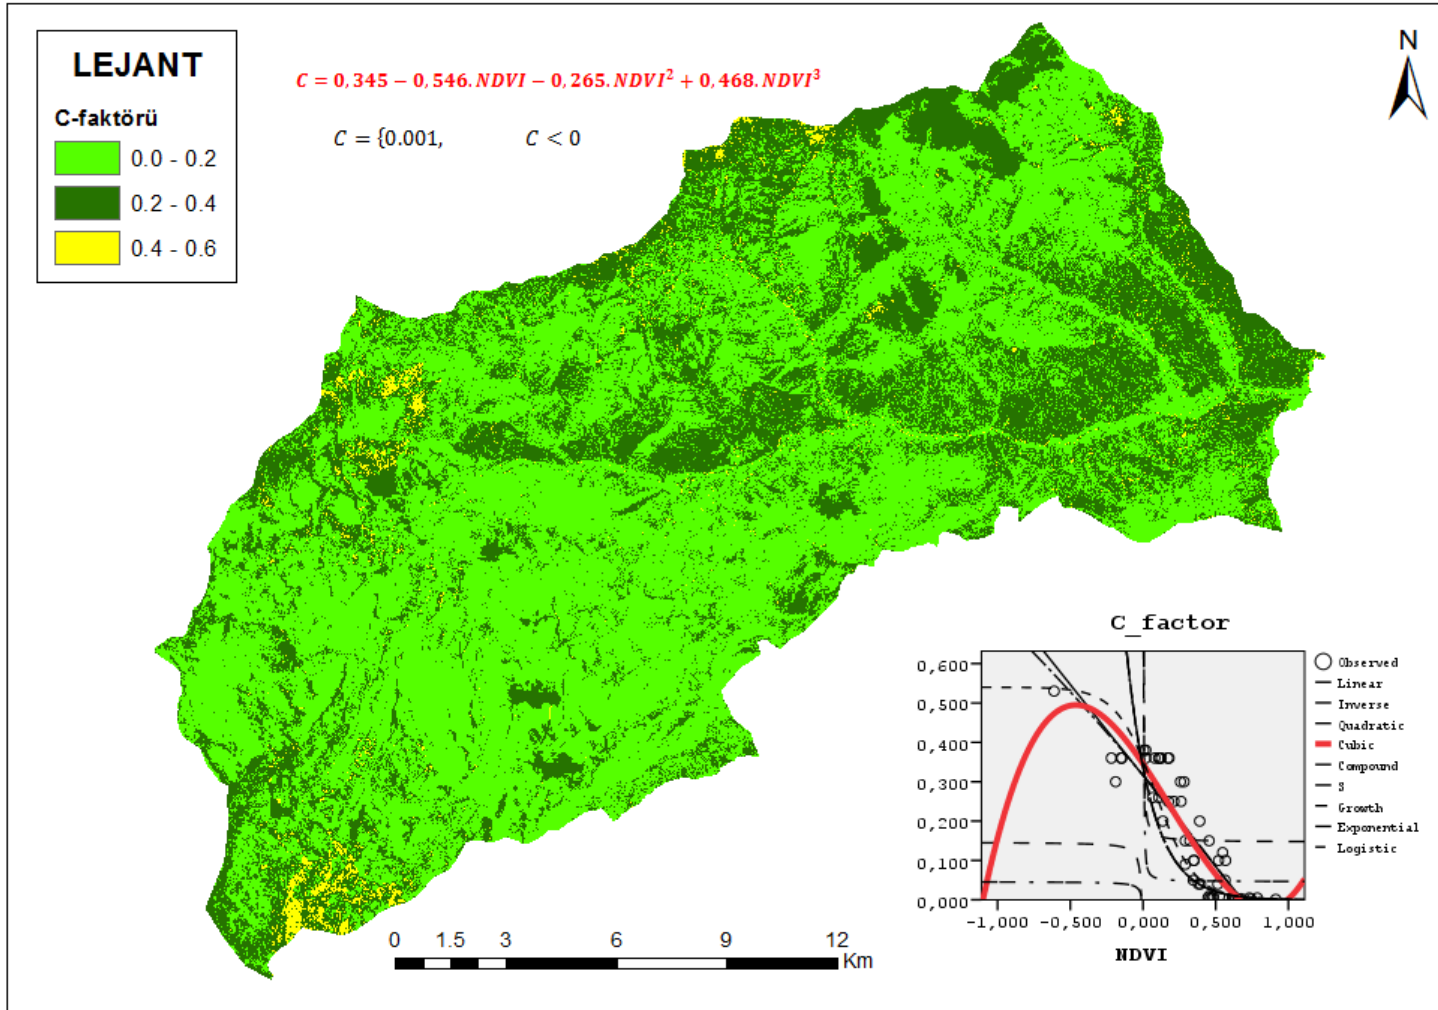 LEJANT
C-faktörü
0.0 - 0.2
0.2 - 0.4
0.4 - 0.6
C = 0,345 − 0,546.NDVI − 0,265.NDVI² + 0,468.NDVI³
C = {0.001, C < 0
N
C_factor
0,600
0,500
0,400
0,300
0,200
0,100
0,000
-1,000 -0,500 0,000 0,500 1,000
NDVI
Observed
Linear
Inverse
Quadratic
Cubic
Compound
S
Growth
Exponential
Logistic
0 1.5 3 6 9 12
Km